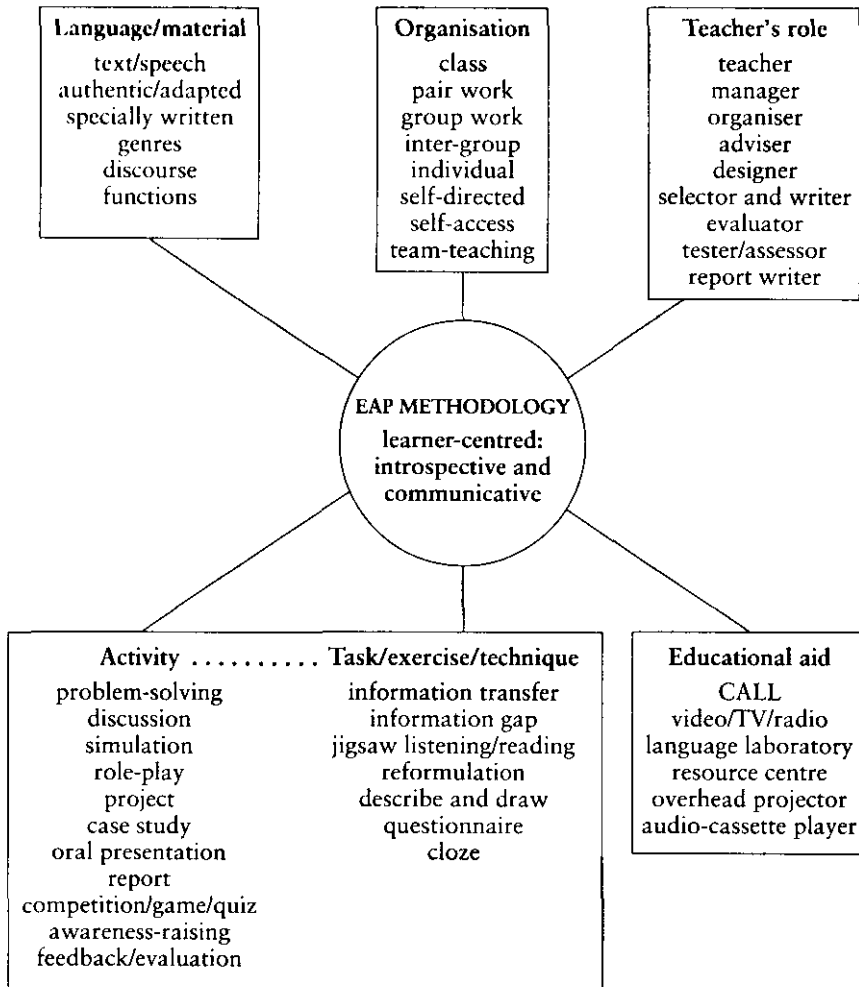 Language/material
text/speech
authentic/adapted
specially written
genres
discourse
functions
Organisation
class
pair work
group work
inter-group
individual
self-directed
self-access
team-teaching
Teacher's role
teacher
manager
organiser
adviser
designer
selector and writer
evaluator
tester/assessor
report writer
EAP METHODOLOGY
learner-centred:
introspective and
communicative
Activity .......... Task/exercise/technique
problem-solving
discussion
simulation
role-play
project
case study
oral presentation
report
competition/game/quiz
awareness-raising
feedback/evaluation
information transfer
information gap
jigsaw listening/reading
reformulation
describe and draw
questionnaire
cloze
Educational aid
CALL
video/TV/radio
language laboratory
resource centre
overhead projector
audio-cassette player